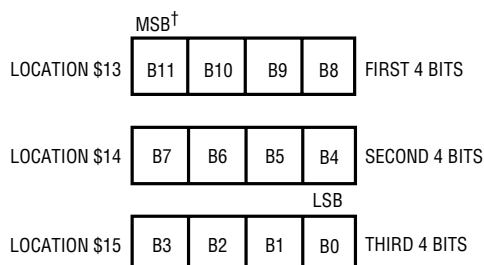 MSB†
LOCATION $13 B11 B10 B9 B8 FIRST 4 BITS
LOCATION $14 B7 B6 B5 B4 SECOND 4 BITS
LSB
LOCATION $15 B3 B2 B1 B0 THIRD 4 BITS